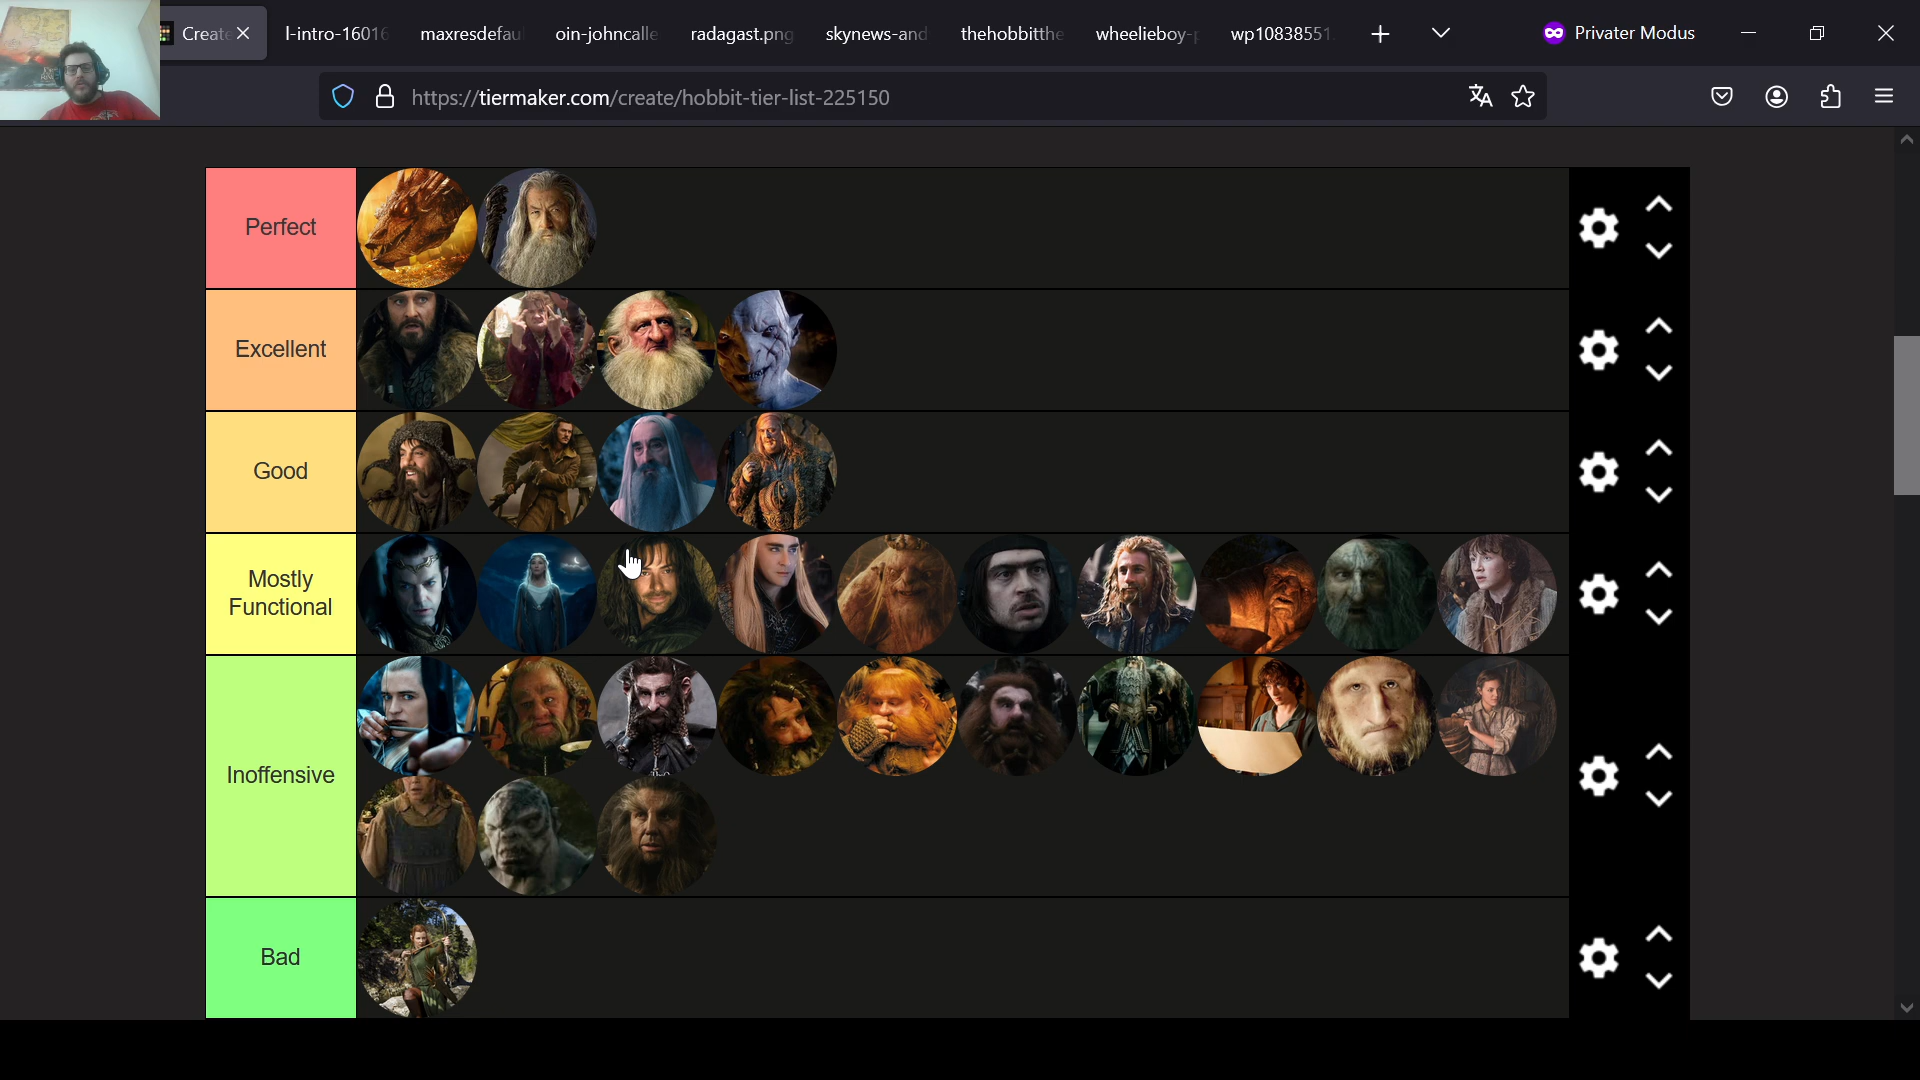 Create
l-intro-16016
maxresdefau
oin-johncalle
radagast.png
skynews-and
thehobbitthe
wheelieboy-p
wp10838551
Privater Modus
https://tiermaker.com/create/hobbit-tier-list-225150
Perfect
Excellent
Good
Mostly
Functional
Inoffensive
Bad